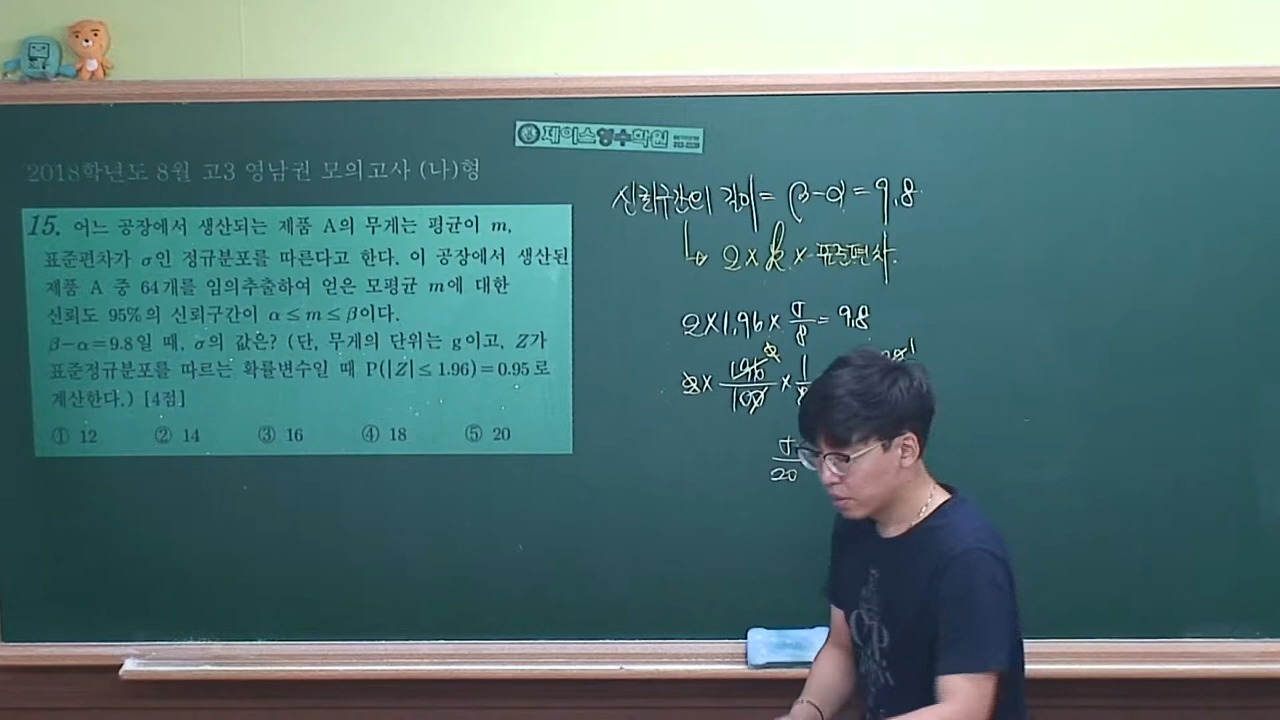 제이스영수학원
2018학년도 8월 고3 영남권 모의고사 (나)형
15. 어느 공장에서 생산되는 제품 A의 무게는 평균이 m,
표준편차가 σ인 정규분포를 따른다고 한다. 이 공장에서 생산된
제품 A 중 64개를 임의추출하여 얻은 모평균 m에 대한
신뢰도 95%의 신뢰구간이 α≤m≤β이다.
β-α=9.8일 때, σ의 값은? (단, 무게의 단위는 g이고, Z가
표준정규분포를 따르는 확률변수일 때 P(|Z|≤1.96)=0.95로
계산한다.) [4점]
① 12 ② 14 ③ 16 ④ 18 ⑤ 20
신뢰구간의 길이 = (β-α) = 9.8
↳ 2 × k × 표준편차
2×1.96 × σ/8 = 9.8
2 × 196/100 × 1/
σ/20